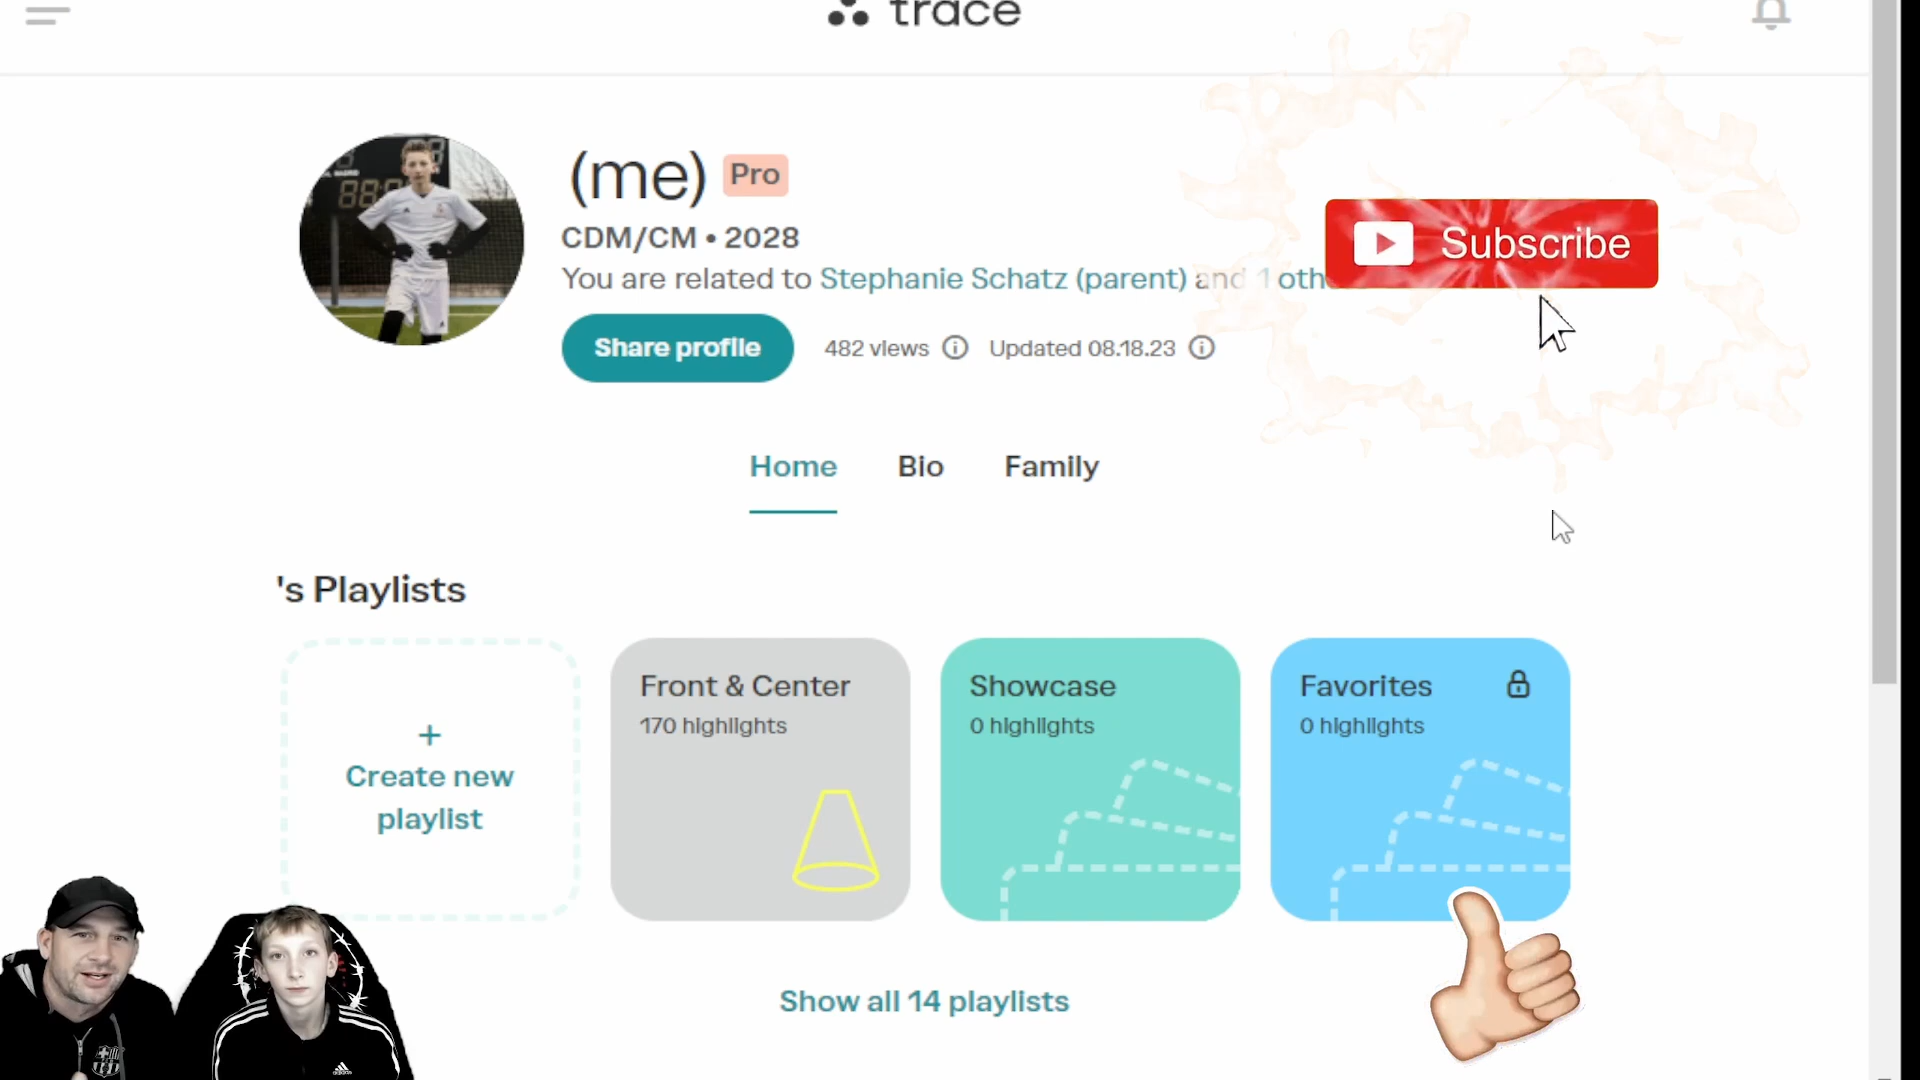 trace
(me) Pro
CDM/CM • 2028
You are related to Stephanie Schatz (parent) and 1 oth
Subscribe
Share profile 482 views Updated 08.18.23
Home Bio Family
's Playlists
+
Create new
playlist
Front & Center
170 highlights
Showcase
0 highlights
Favorites
0 highlights
Show all 14 playlists